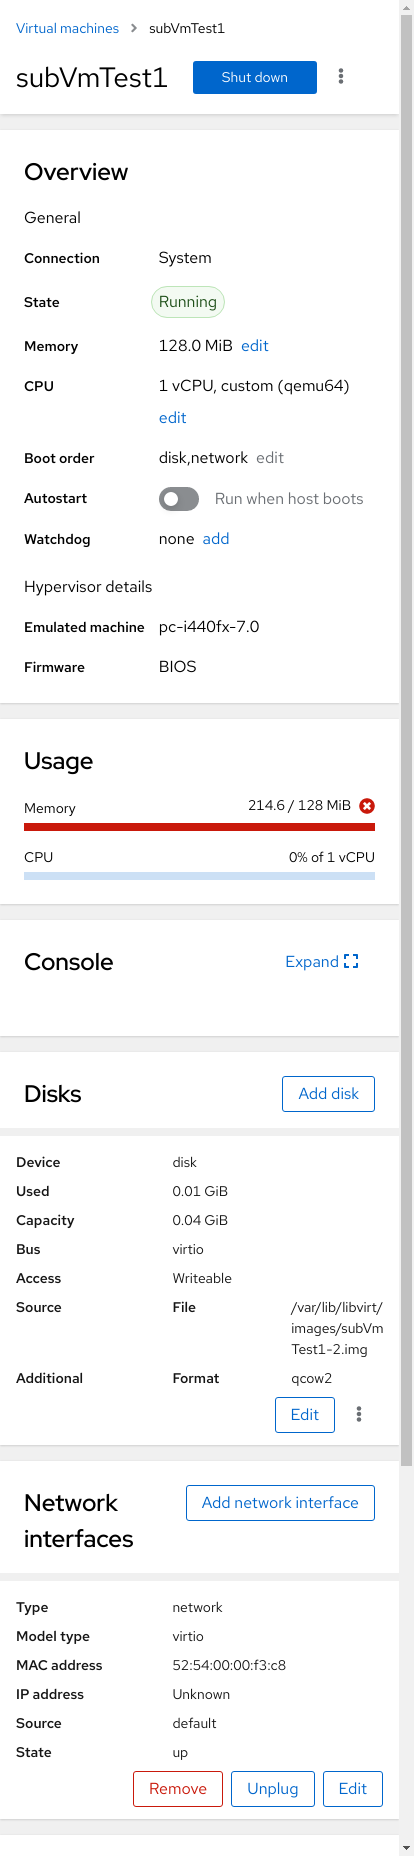 Virtual machines > subVmTest1
subVmTest1 Shut down
Overview
General
Connection System
State Running
Memory 128.0 MiB edit
CPU 1 vCPU, custom (qemu64)
edit
Boot order disk,network edit
Autostart Run when host boots
Watchdog none add
Hypervisor details
Emulated machine pc-i440fx-7.0
Firmware BIOS
Usage
Memory 214.6 / 128 MiB
CPU 0% of 1 vCPU
Console Expand
Disks Add disk
Device disk
Used 0.01 GiB
Capacity 0.04 GiB
Bus virtio
Access Writeable
Source File /var/lib/libvirt/
images/subVm
Test1-2.img
Additional Format qcow2
Edit
Network Add network interface
interfaces
Type network
Model type virtio
MAC address 52:54:00:00:f3:c8
IP address Unknown
Source default
State up
Remove Unplug Edit